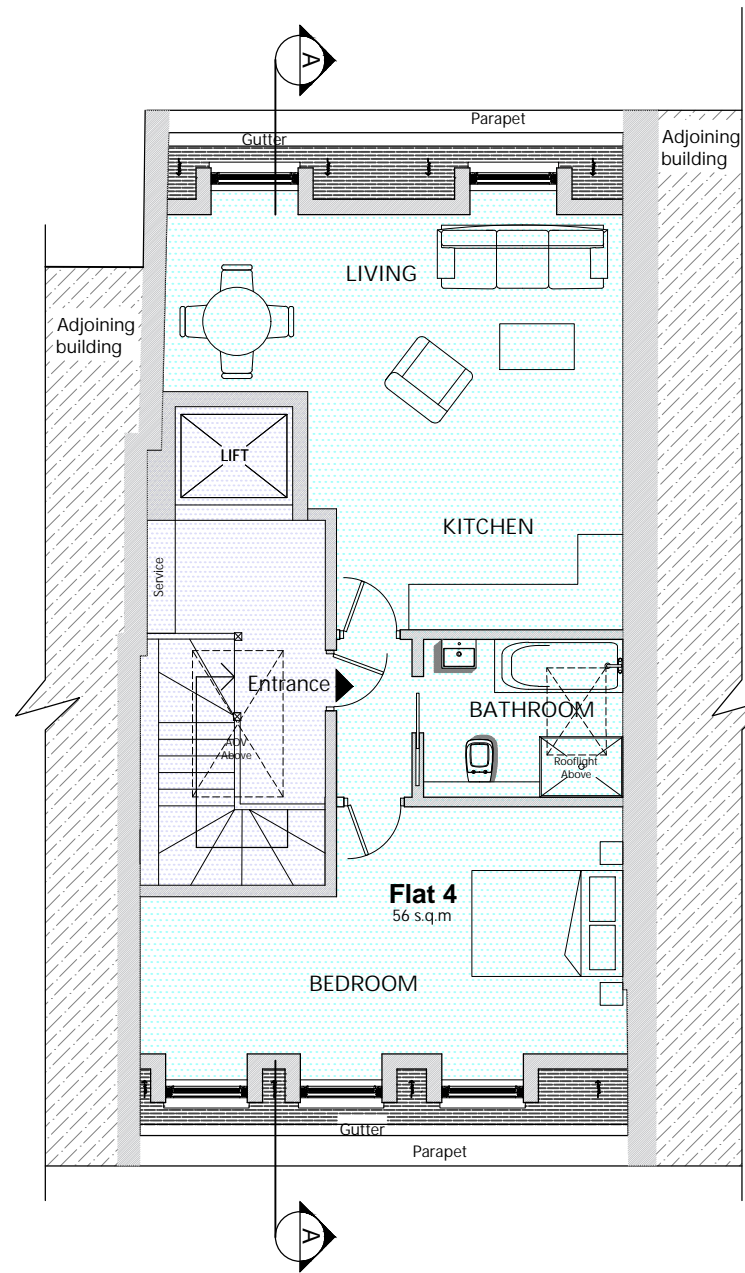 A
Parapet
Gutter
Adjoining
building
LIVING
Adjoining
building
LIFT
KITCHEN
Service
Entrance
BATHROOM
AOV
Above
Rooflight
Above
Flat 4
56 s.q.m
BEDROOM
Gutter
Parapet
A